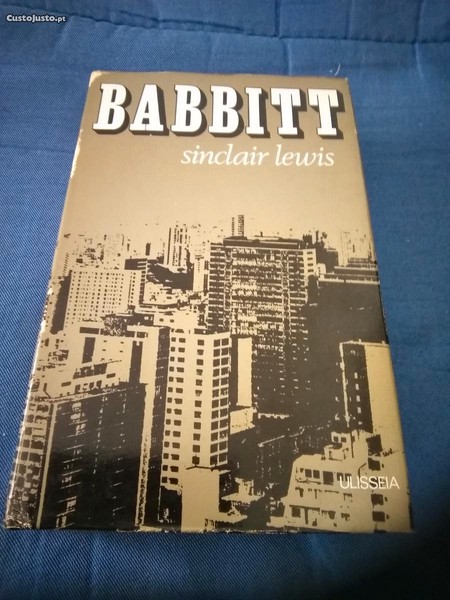 CustoJusto.pt
BABBITT
sinclair lewis
ULISSEIA